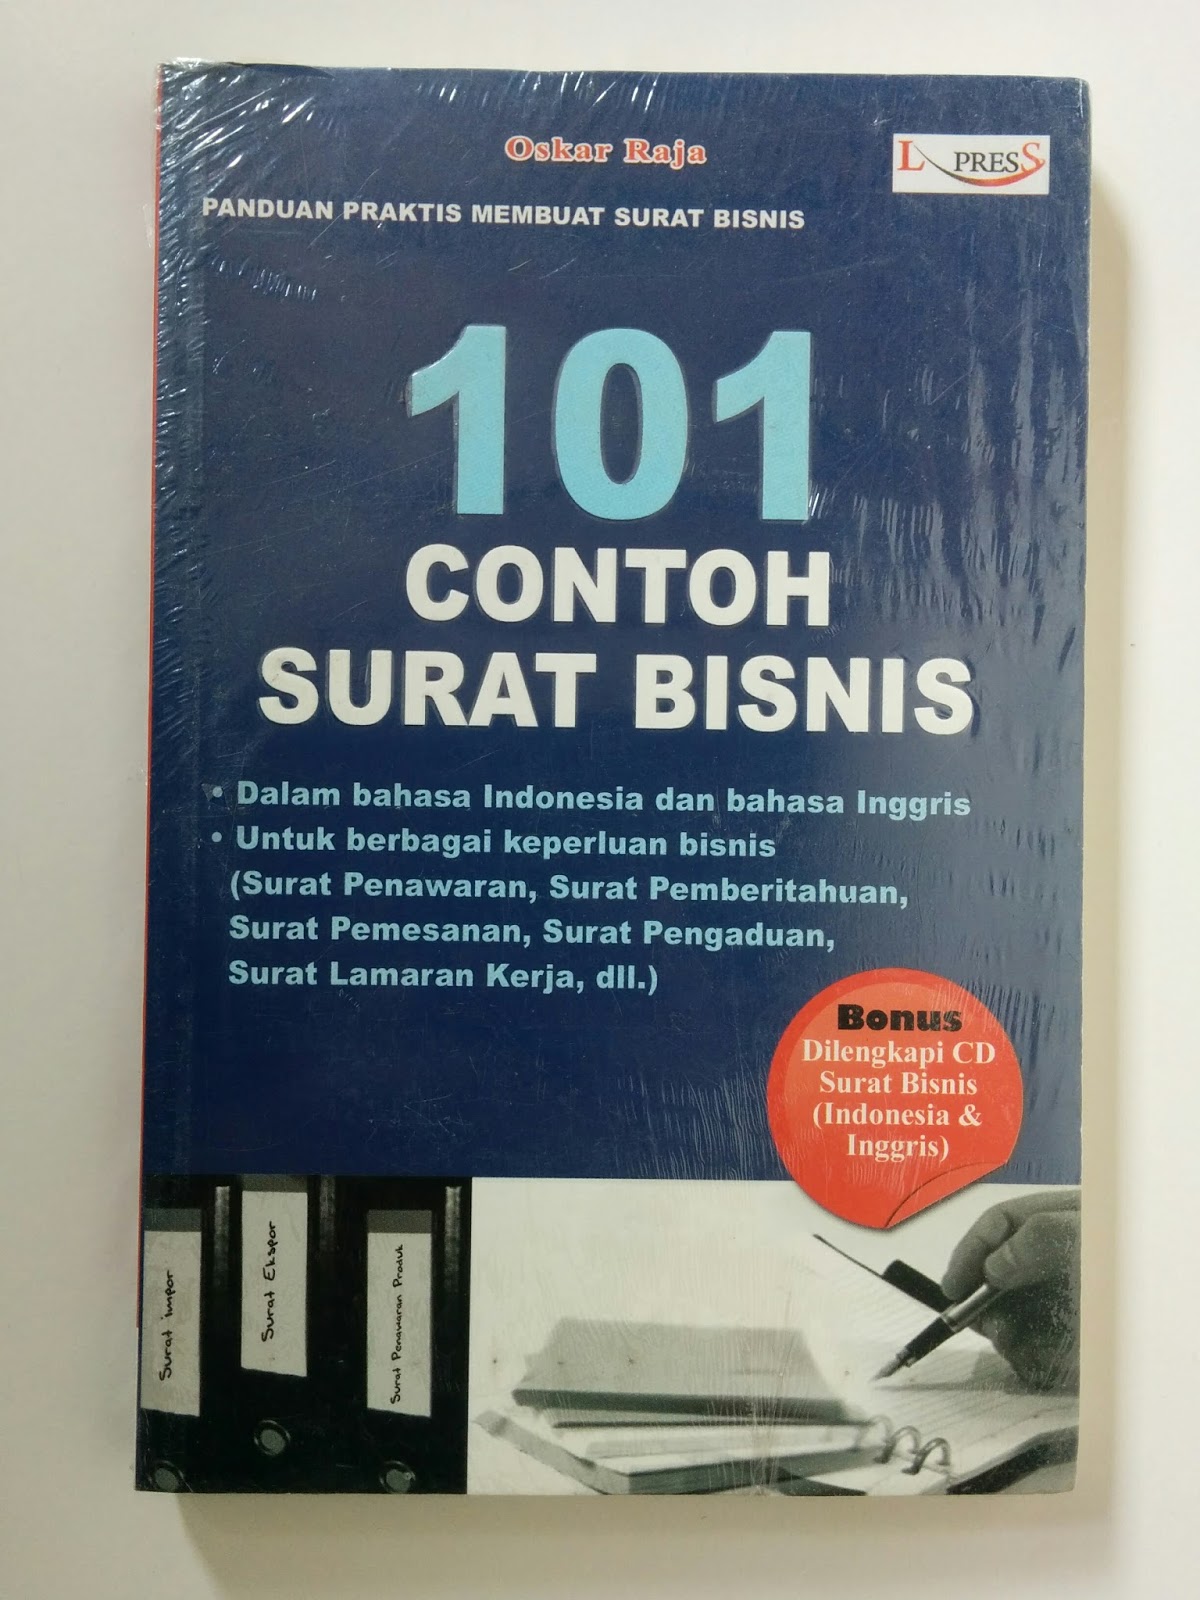 Oskar Raja
L PRESS
PANDUAN PRAKTIS MEMBUAT SURAT BISNIS
101
CONTOH
SURAT BISNIS
• Dalam bahasa Indonesia dan bahasa Inggris
• Untuk berbagai keperluan bisnis
(Surat Penawaran, Surat Pemberitahuan,
Surat Pemesanan, Surat Pengaduan,
Surat Lamaran Kerja, dll.)
Bonus
Dilengkapi CD
Surat Bisnis
(Indonesia &
Inggris)
Surat impor
Surat Ekspor
Surat Penawaran Produk